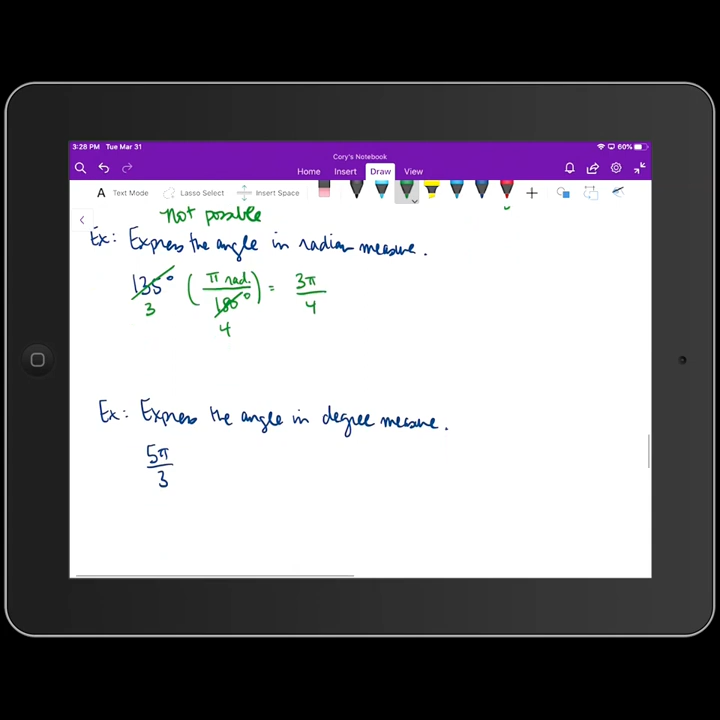 3:28 PM Tue Mar 31
60%
Cory's Notebook
Home Insert Draw View
A Text Mode Lasso Select Insert Space
Not possible
Ex: Express the angle in radian measure.
135° (π rad. / 180°) = 3π/4
3
4
Ex: Express the angle in degree measure.
5π
3